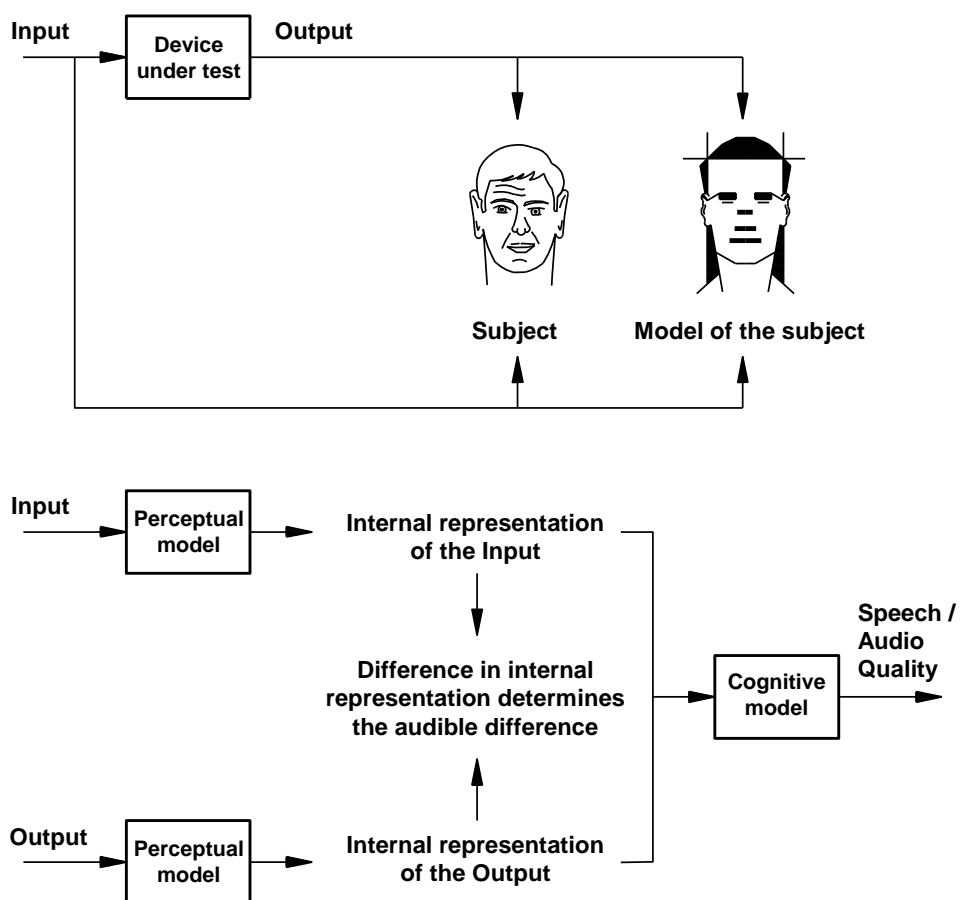 Input
Device
under test
Output
Subject
Model of the subject
Input
Perceptual
model
Internal representation
of the Input
Difference in internal
representation determines
the audible difference
Cognitive
model
Speech /
Audio
Quality
Output
Perceptual
model
Internal representation
of the Output